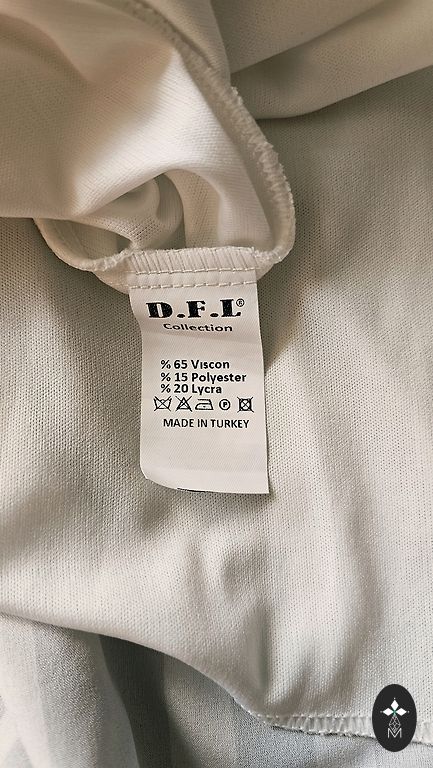 D.F.L®
Collection
% 65 Viscon
% 15 Polyester
% 20 Lycra
P
MADE IN TURKEY